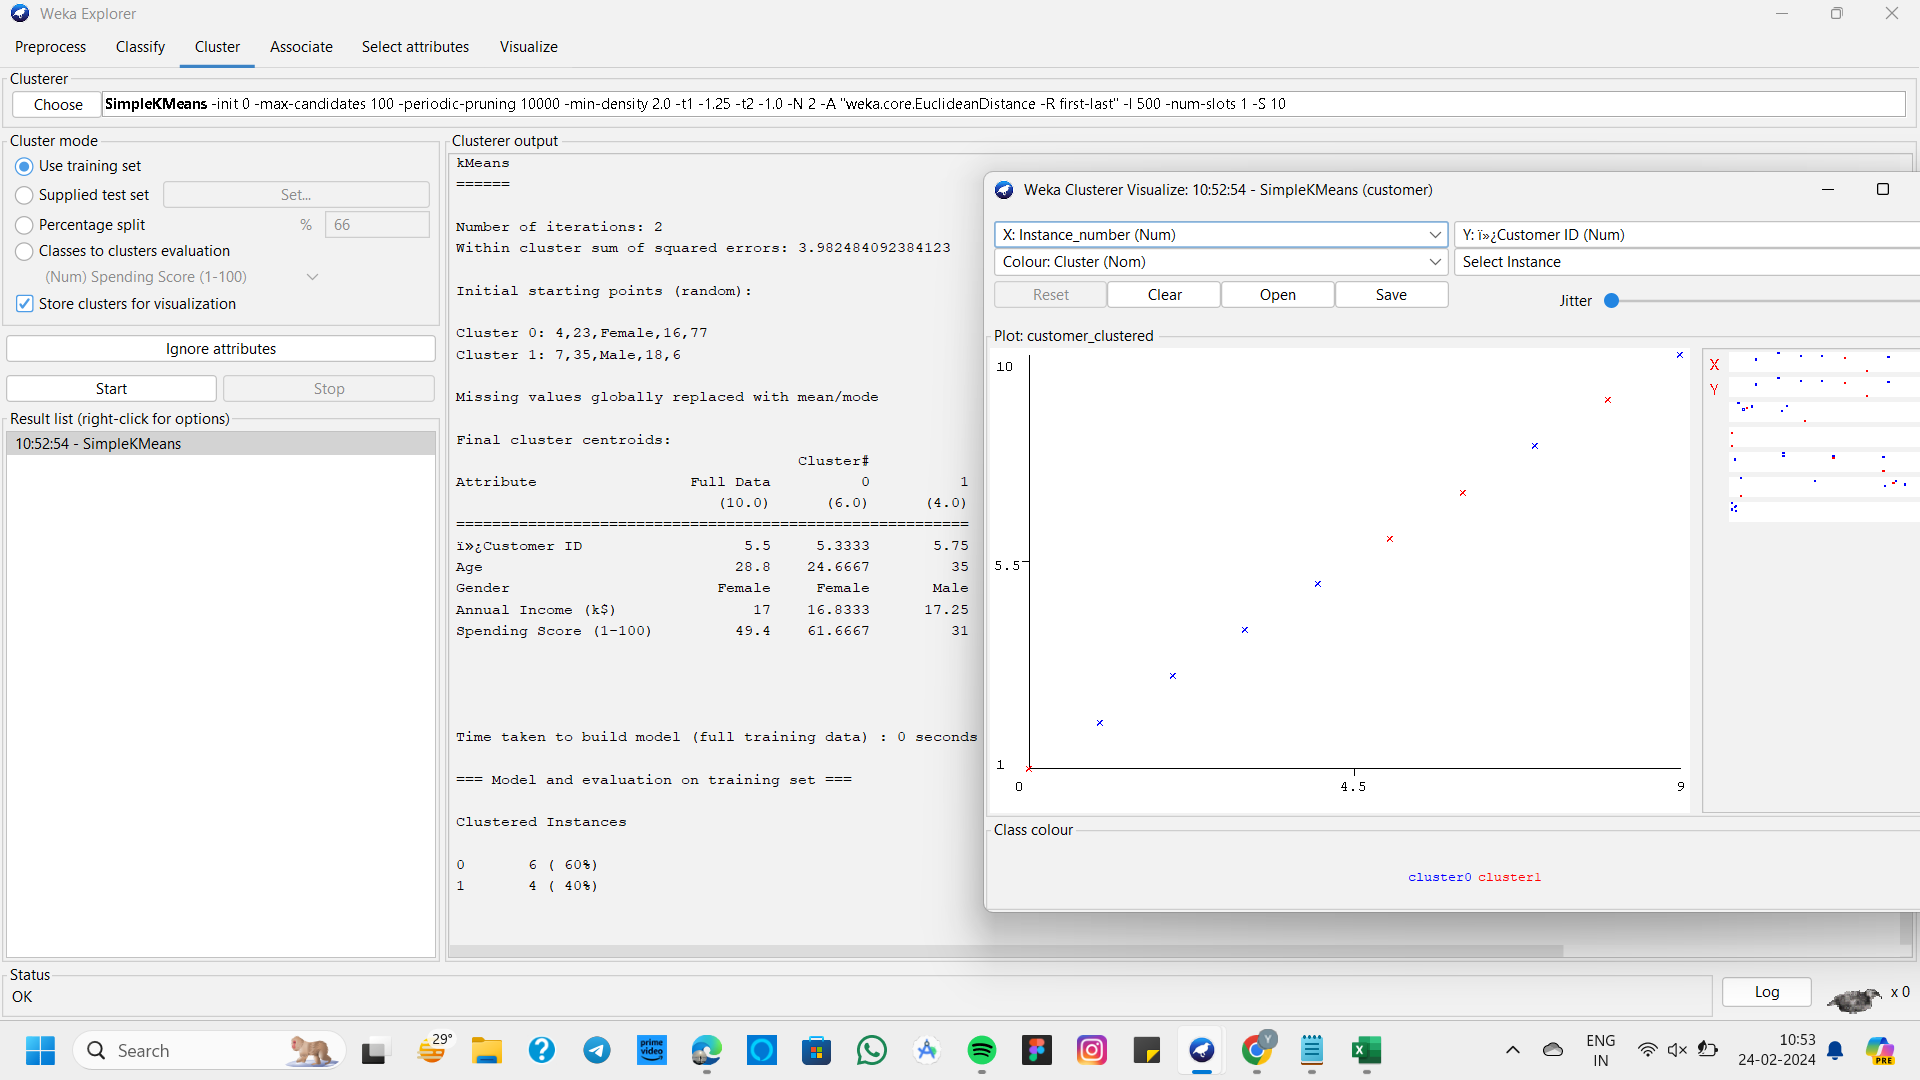 Weka Explorer
Preprocess Classify Cluster Associate Select attributes Visualize
Clusterer
Choose SimpleKMeans -init 0 -max-candidates 100 -periodic-pruning 10000 -min-density 2.0 -t1 -1.25 -t2 -1.0 -N 2 -A "weka.core.EuclideanDistance -R first-last" -I 500 -num-slots 1 -S 10
Cluster mode
Use training set
Supplied test set Set...
Percentage split % 66
Classes to clusters evaluation
(Num) Spending Score (1-100)
Store clusters for visualization
Ignore attributes
Start Stop
Result list (right-click for options)
10:52:54 - SimpleKMeans
Clusterer output
kMeans
======
Number of iterations: 2
Within cluster sum of squared errors: 3.982484092384123
Initial starting points (random):
Cluster 0: 4,23,Female,16,77
Cluster 1: 7,35,Male,18,6
Missing values globally replaced with mean/mode
Final cluster centroids:
Cluster#
Attribute Full Data 0 1
(10.0) (6.0) (4.0)
==========================================================
ï»¿Customer ID 5.5 5.3333 5.75
Age 28.8 24.6667 35
Gender Female Female Male
Annual Income (k$) 17 16.8333 17.25
Spending Score (1-100) 49.4 61.6667 31
Time taken to build model (full training data) : 0 seconds
=== Model and evaluation on training set ===
Clustered Instances
0 6 ( 60%)
1 4 ( 40%)
Weka Clusterer Visualize: 10:52:54 - SimpleKMeans (customer)
X: Instance_number (Num) Y: ï»¿Customer ID (Num)
Colour: Cluster (Nom) Select Instance
Reset Clear Open Save Jitter
Plot: customer_clustered
10
5.5
1
0 4.5 9
X
Y
Class colour
cluster0 cluster1
Status
OK
Log x 0
Search 29° prime video Y ENG IN 10:53 24-02-2024 PRE